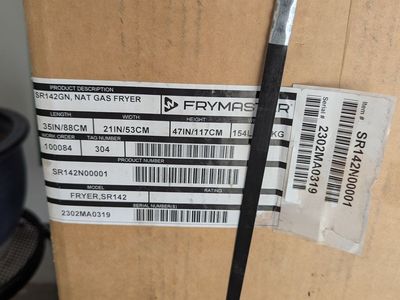 PRODUCT DESCRIPTION
SR142GN, NAT GAS FRYER
FRYMASTER
LENGTH WIDTH HEIGHT
35IN/88CM 21IN/53CM 47IN/117CM 154L KG
WORK ORDER TAG NUMBER
100084 304
PRODUCT NUMBER
SR142N00001
MODEL RATING
FRYER,SR142
SERIAL NUMBER(S)
2302MA0319
Serial #
2302MA0319
Item #
SR142N00001